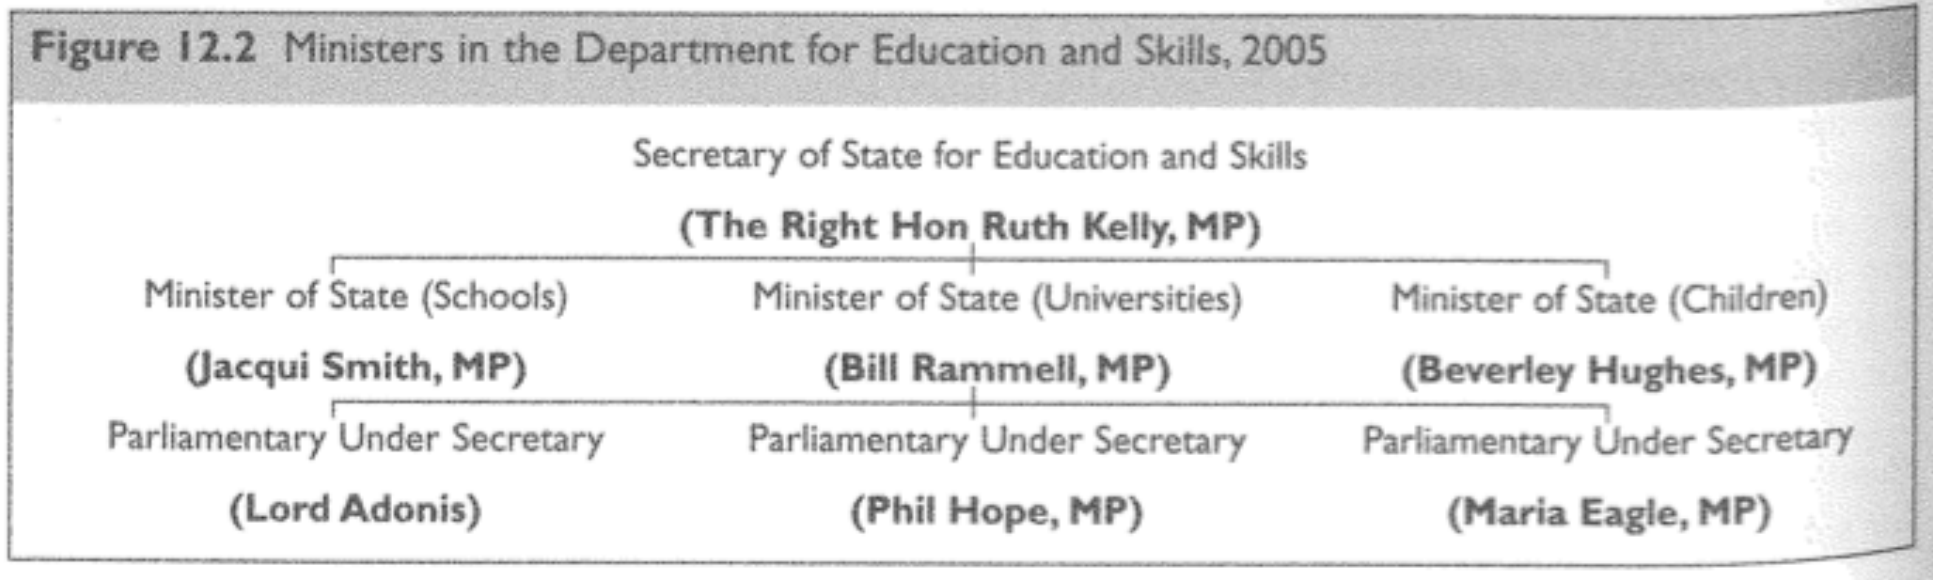 Figure 12.2 Ministers in the Department for Education and Skills, 2005
Secretary of State for Education and Skills
(The Right Hon Ruth Kelly, MP)
Minister of State (Schools) Minister of State (Universities) Minister of State (Children)
(Jacqui Smith, MP) (Bill Rammell, MP) (Beverley Hughes, MP)
Parliamentary Under Secretary Parliamentary Under Secretary Parliamentary Under Secretary
(Lord Adonis) (Phil Hope, MP) (Maria Eagle, MP)